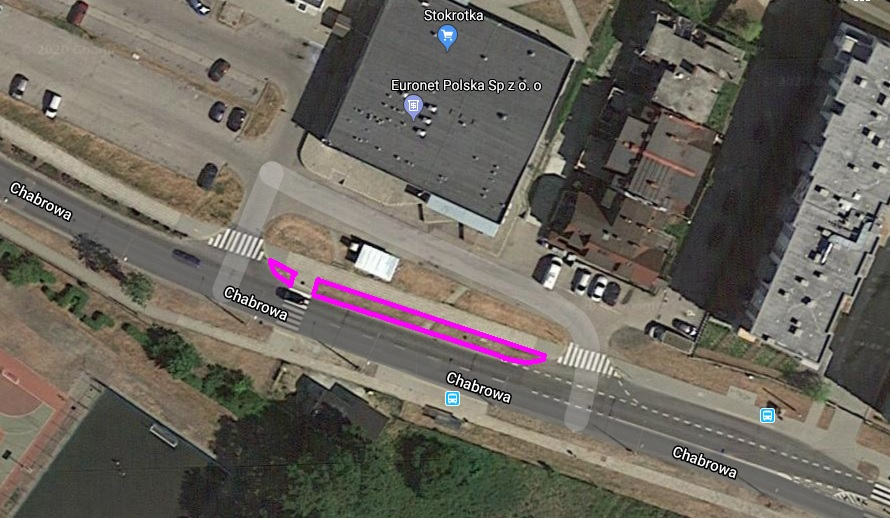 Stokrotka
Euronet Polska Sp z o. o
Chabrowa
Chabrowa
Chabrowa
Chabrowa